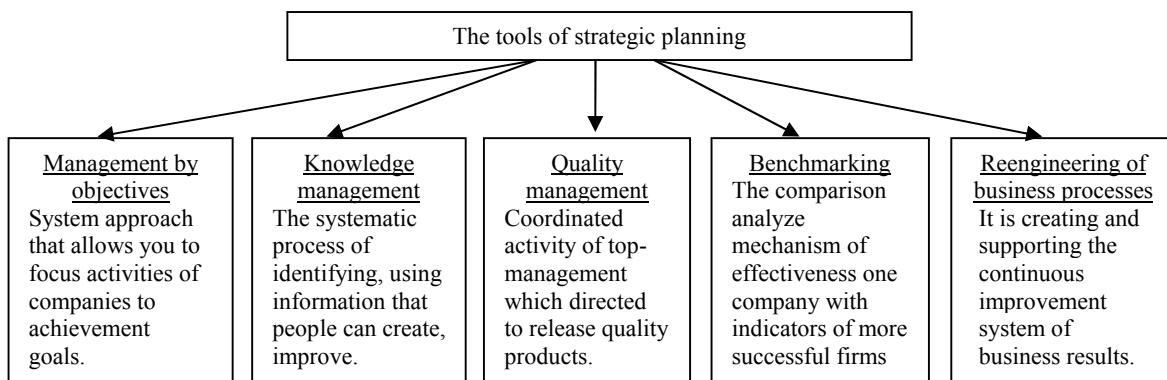 The tools of strategic planning
Management by
objectives
System approach
that allows you to
focus activities of
companies to
achievement
goals.
Knowledge
management
The systematic
process of
identifying, using
information that
people can create,
improve.
Quality
management
Coordinated
activity of top-
management
which directed
to release quality
products.
Benchmarking
The comparison
analyze
mechanism of
effectiveness one
company with
indicators of more
successful firms
Reengineering of
business processes
It is creating and
supporting the
continuous
improvement
system of
business results.